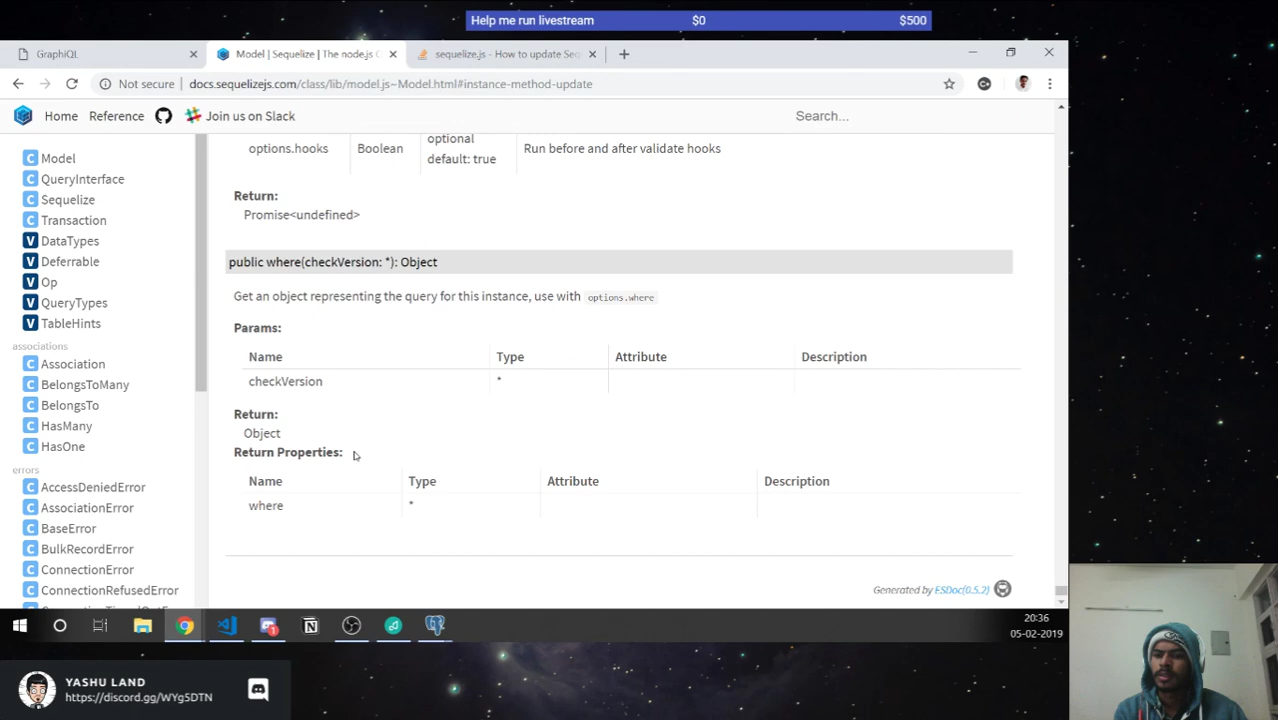 Help me run livestream $0 $500
GraphiQL
Model | Sequelize | The node.js
sequelize.js - How to update Seq
Not secure docs.sequelizejs.com/class/lib/model.js~Model.html#instance-method-update
Home Reference Join us on Slack Search...
C Model
C QueryInterface
C Sequelize
C Transaction
V DataTypes
V Deferrable
V Op
V QueryTypes
V TableHints
associations
C Association
C BelongsToMany
C BelongsTo
C HasMany
C HasOne
errors
C AccessDeniedError
C AssociationError
C BaseError
C BulkRecordError
C ConnectionError
C ConnectionRefusedError
options.hooks Boolean optional
default: true Run before and after validate hooks
Return:
Promise<undefined>
public where(checkVersion: *): Object
Get an object representing the query for this instance, use with options.where
Params:
Name Type Attribute Description
checkVersion *
Return:
Object
Return Properties:
Name Type Attribute Description
where *
Generated by ESDoc(0.5.2)
20:36
05-02-2019
YASHU LAND
https://discord.gg/WYg5DTN